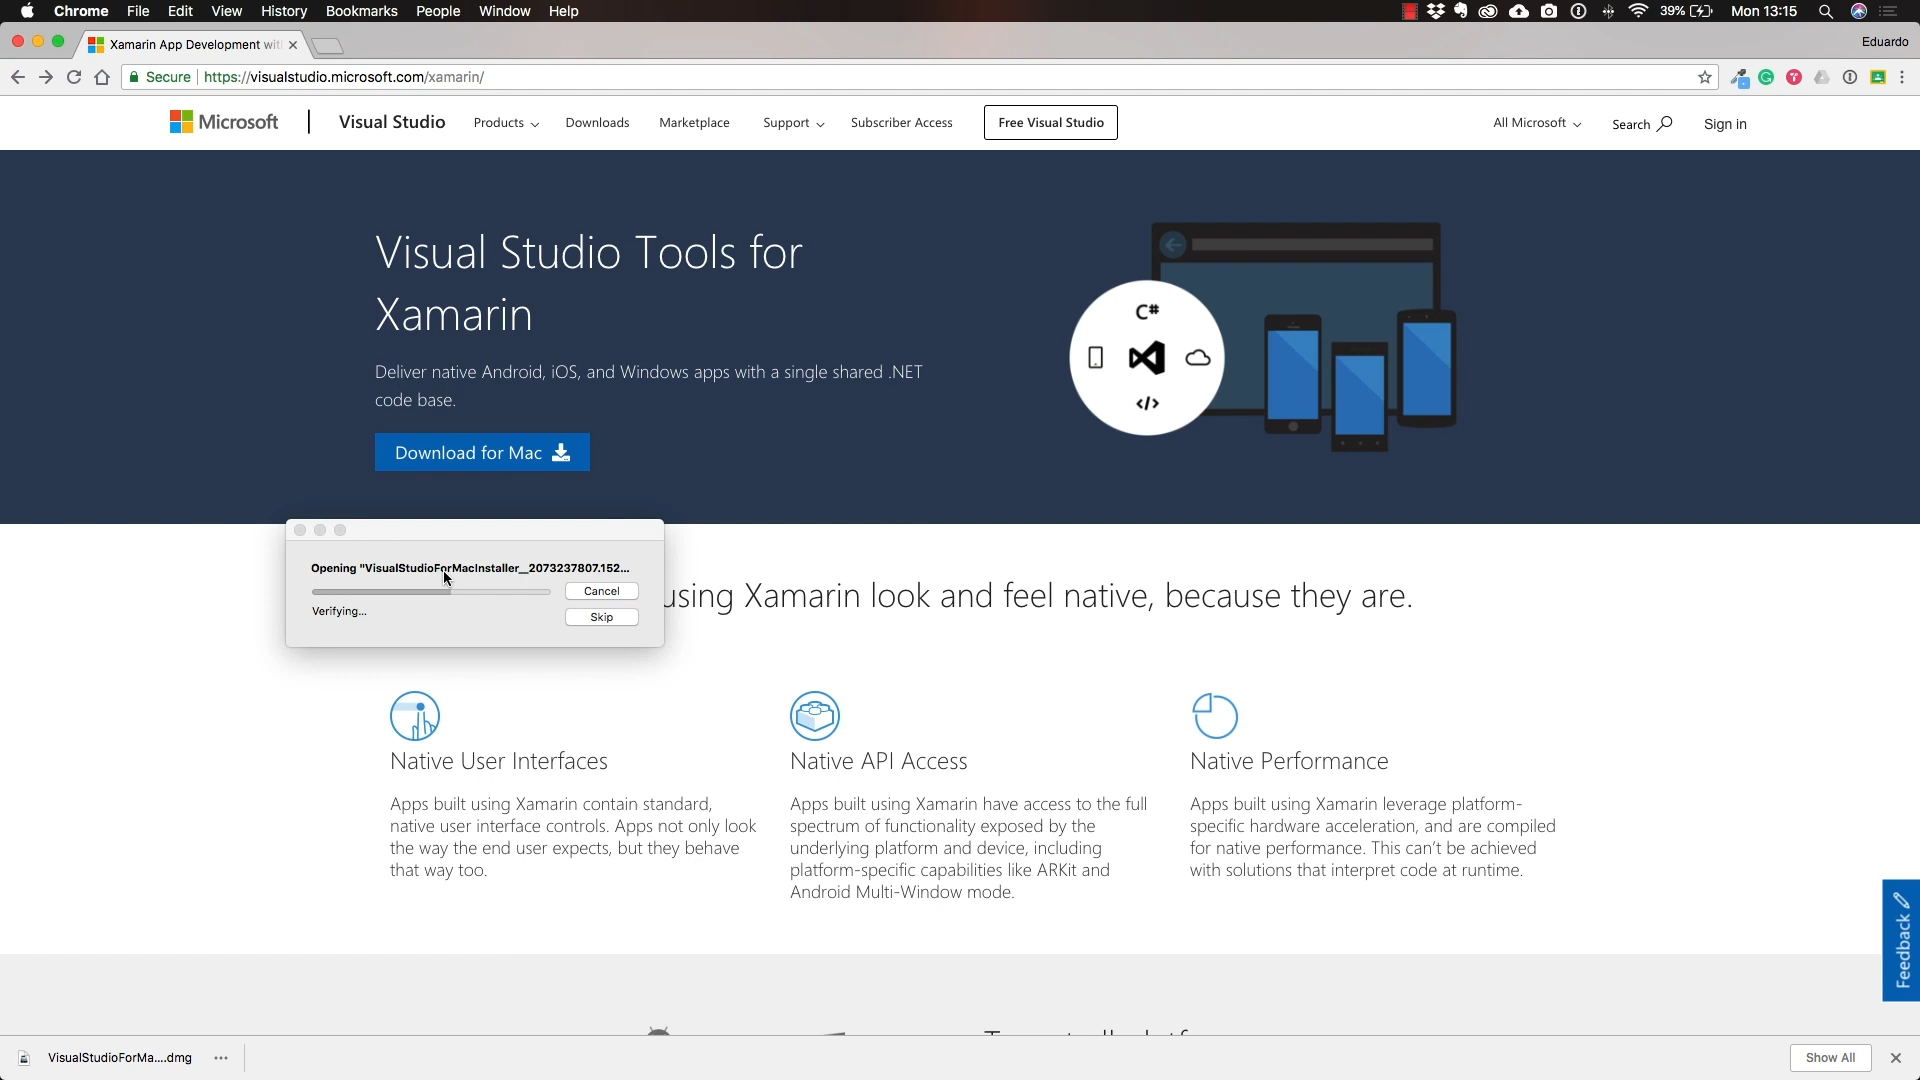 Chrome File Edit View History Bookmarks People Window Help 39% Mon 13:15
Xamarin App Development wit Eduardo
Secure https://visualstudio.microsoft.com/xamarin/
Microsoft Visual Studio Products Downloads Marketplace Support Subscriber Access Free Visual Studio All Microsoft Search Sign in
Visual Studio Tools for
Xamarin
Deliver native Android, iOS, and Windows apps with a single shared .NET
code base.
Download for Mac
C#
</>
Opening "VisualStudioForMacInstaller__2073237807.152...
Cancel
Verifying...
Skip
using Xamarin look and feel native, because they are.
Native User Interfaces
Apps built using Xamarin contain standard,
native user interface controls. Apps not only look
the way the end user expects, but they behave
that way too.
Native API Access
Apps built using Xamarin have access to the full
spectrum of functionality exposed by the
underlying platform and device, including
platform-specific capabilities like ARKit and
Android Multi-Window mode.
Native Performance
Apps built using Xamarin leverage platform-
specific hardware acceleration, and are compiled
for native performance. This can't be achieved
with solutions that interpret code at runtime.
Feedback
VisualStudioForMa....dmg Show All